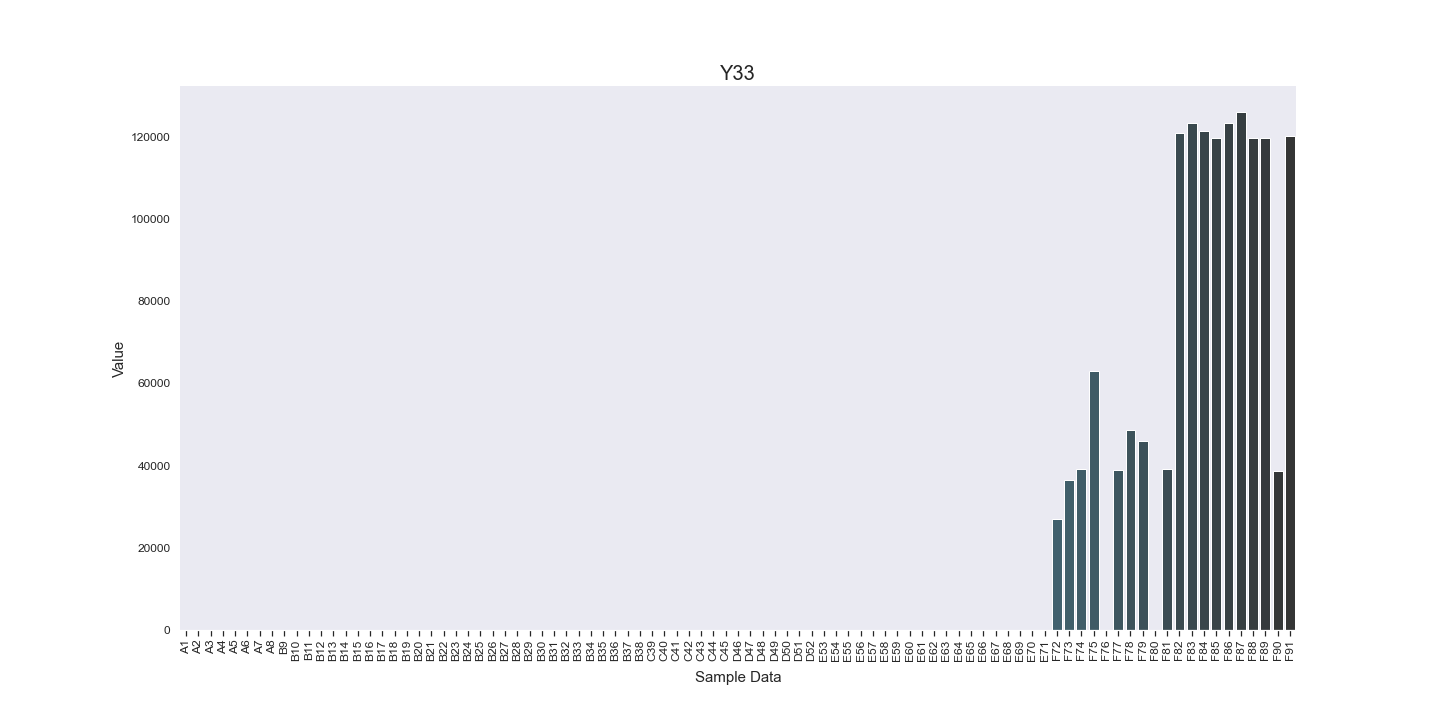 Y33
Value
120000
100000
80000
60000
40000
20000
0
A1 A2 A3 A4 A5 A6 A7 A8 B9 B10 B11 B12 B13 B14 B15 B16 B17 B18 B19 B20 B21 B22 B23 B24 B25 B26 B27 B28 B29 B30 B31 B32 B33 B34 B35 B36 B37 B38 C39 C40 C41 C42 C43 C44 C45 D46 D47 D48 D49 D50 D51 D52 E53 E54 E55 E56 E57 E58 E59 E60 E61 E62 E63 E64 E65 E66 E67 E68 E69 E70 E71 F72 F73 F74 F75 F76 F77 F78 F79 F80 F81 F82 F83 F84 F85 F86 F87 F88 F89 F90 F91
Sample Data